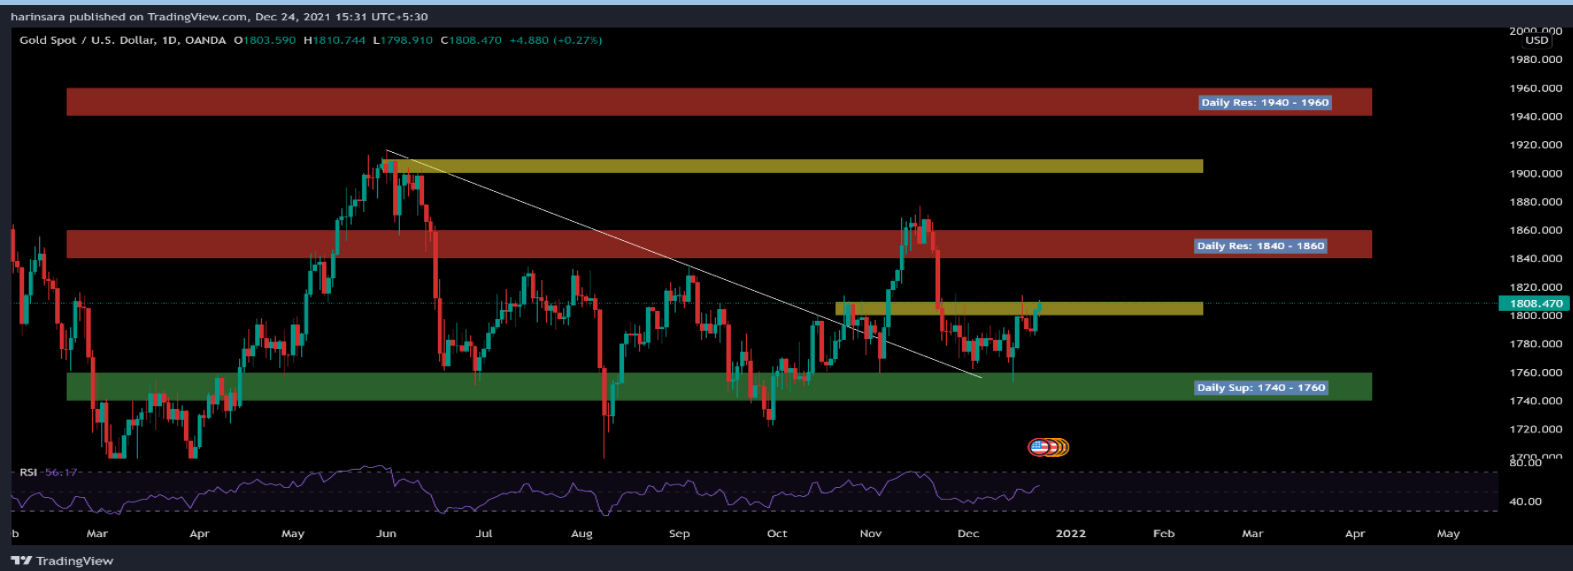 harinsara published on TradingView.com, Dec 24, 2021 15:31 UTC+5:30
Gold Spot / U.S. Dollar, 1D, OANDA O1803.590 H1810.744 L1798.910 C1808.470 +4.880 (+0.27%)
2000.000
USD
1980.000
1960.000
Daily Res: 1940 - 1960
1940.000
1920.000
1900.000
1880.000
1860.000
Daily Res: 1840 - 1860
1840.000
1820.000
1808.470
1800.000
1780.000
1760.000
Daily Sup: 1740 - 1760
1740.000
1720.000
1700.000
RSI 56.17
80.00
40.00
b Mar Apr May Jun Jul Aug Sep Oct Nov Dec 2022 Feb Mar Apr May
TradingView